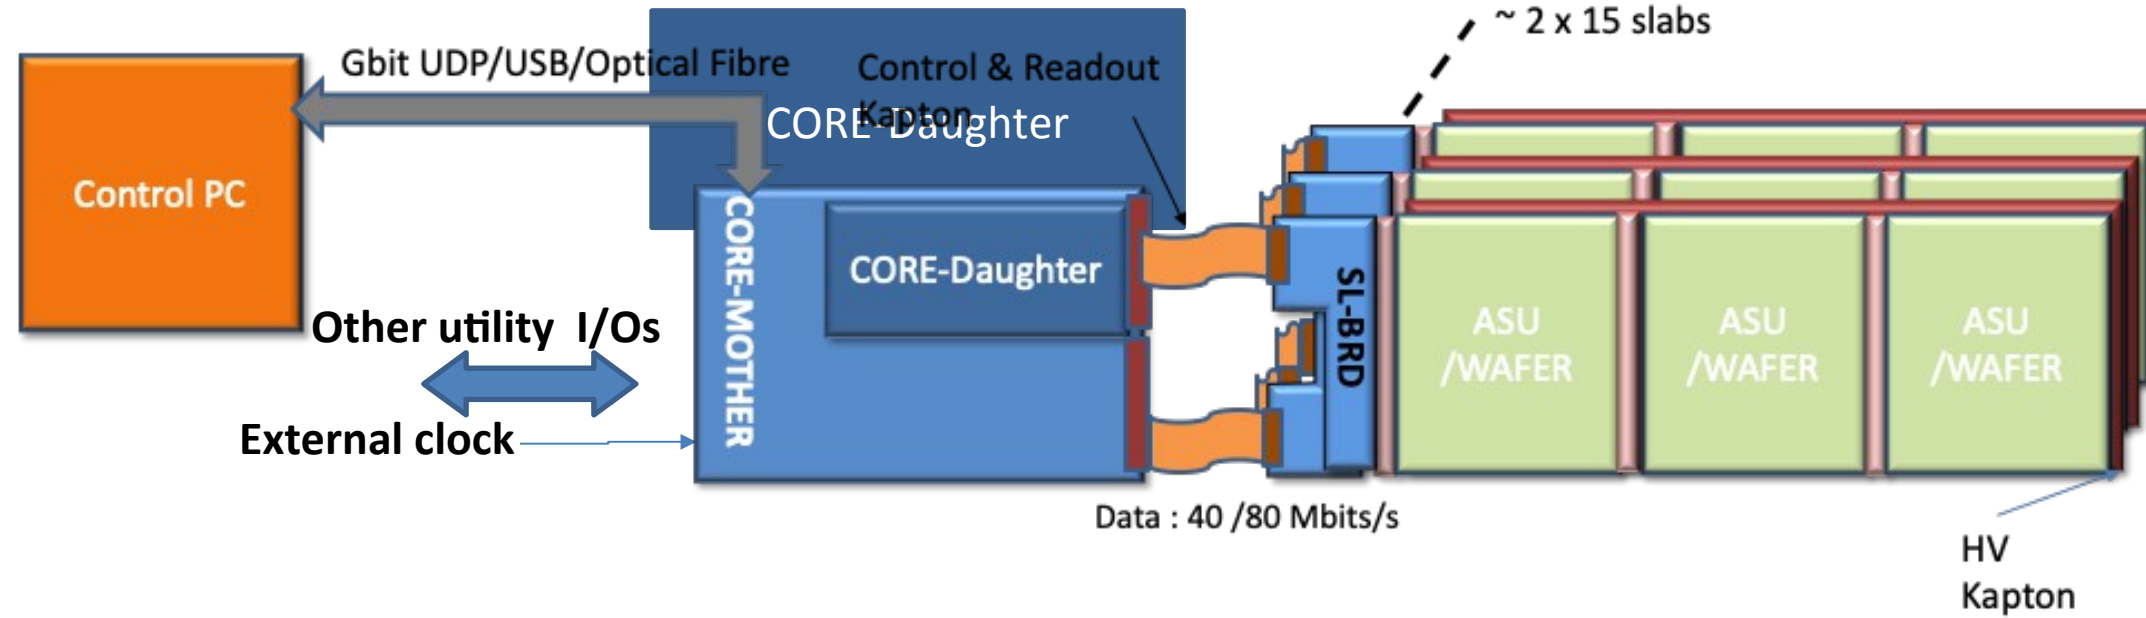 ~ 2 x 15 slabs
Gbit UDP/USB/Optical Fibre
Control & Readout
Kapton
CORE-Daughter
Control PC
CORE-MOTHER
CORE-Daughter
SL-BRD
Other utility I/Os
External clock
ASU
/WAFER
ASU
/WAFER
ASU
/WAFER
Data : 40 /80 Mbits/s
HV
Kapton